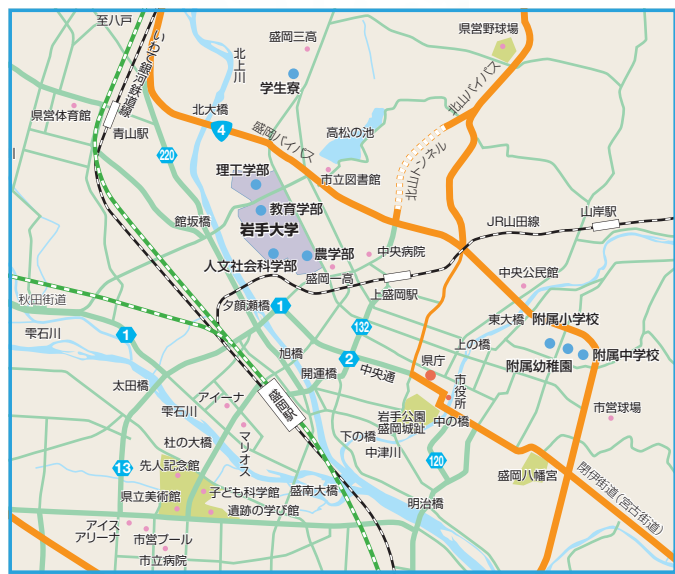 至八戸
いわて銀河鉄道線
北上川
盛岡三高
県営野球場
学生寮
北山バイパス
県営体育館
青山駅
北大橋
4
盛岡バイパス
高松の池
北山トンネル
220
理工学部
市立図書館
教育学部
館坂橋
岩手大学
JR山田線
山岸駅
農学部
中央病院
人文社会科学部
盛岡一高
中央公民館
上盛岡駅
秋田街道
夕顔瀬橋
1
132
東大橋
附属小学校
雫石川
1
旭橋
2
上の橋
附属中学校
開運橋
中央通
県庁
附属幼稚園
太田橋
アイーナ
盛岡駅
市役所
雫石川
岩手公園
盛岡城趾
中の橋
市営球場
マリオス
下の橋
杜の大橋
中津川
13
先人記念館
120
盛岡八幡宮
閉伊街道(宮古街道)
県立美術館
子ども科学館
盛南大橋
明治橋
遺跡の学び館
アイス
アリーナ
市営プール
市立病院